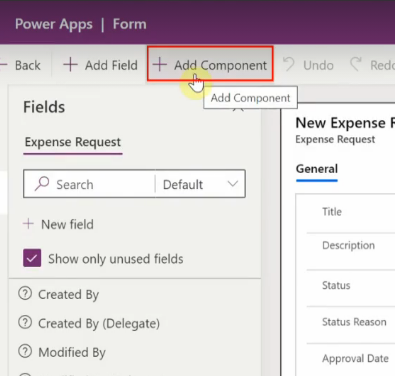 Power Apps | Form
Back + Add Field + Add Component Undo
Add Component
Fields
Expense Request
Search Default
+ New field
Show only unused fields
Created By
Created By (Delegate)
Modified By
New Expense
Expense Request
General
Title
Description
Status
Status Reason
Approval Date